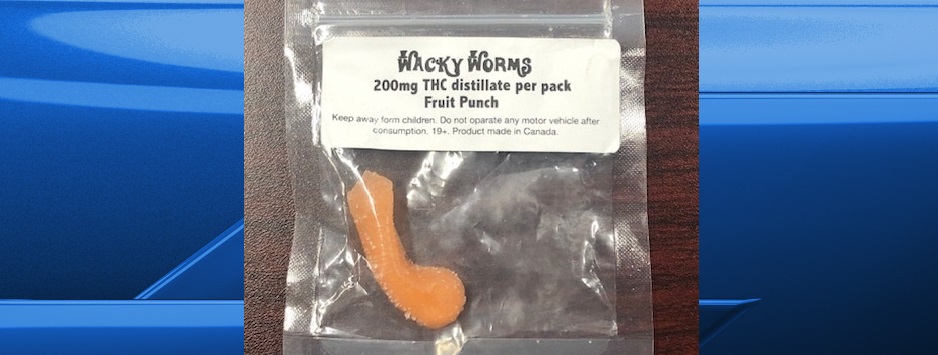 WACKY WORMS
200mg THC distillate per pack
Fruit Punch
Keep away form children. Do not oparate any motor vehicle after
consumption. 19+. Product made in Canada.